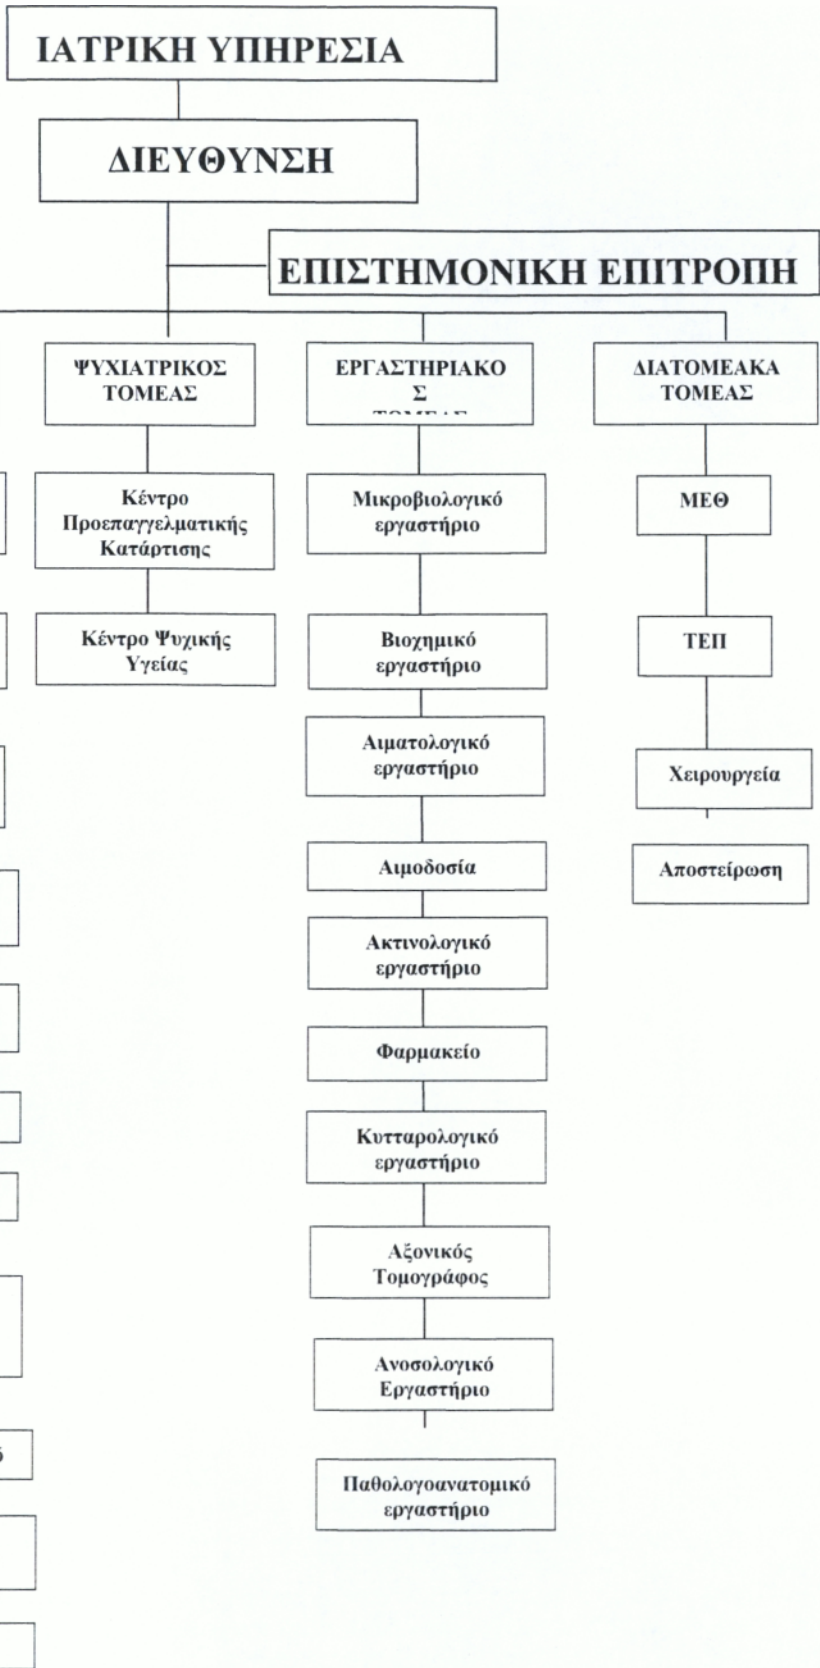 ΙΑΤΡΙΚΗ ΥΠΗΡΕΣΙΑ
ΔΙΕΥΘΥΝΣΗ
ΕΠΙΣΤΗΜΟΝΙΚΗ ΕΠΙΤΡΟΠΗ
ΨΥΧΙΑΤΡΙΚΟΣ
ΤΟΜΕΑΣ
Κέντρο
Προεπαγγελματικής
Κατάρτισης
Κέντρο Ψυχικής
Υγείας
ΕΡΓΑΣΤΗΡΙΑΚΟ
Σ
Μικροβιολογικό
εργαστήριο
Βιοχημικό
εργαστήριο
Αιματολογικό
εργαστήριο
Αιμοδοσία
Ακτινολογικό
εργαστήριο
Φαρμακείο
Κυτταρολογικό
εργαστήριο
Αξονικός
Τομογράφος
Ανοσολογικό
Εργαστήριο
Παθολογοανατομικό
εργαστήριο
ΔΙΑΤΟΜΕΑΚΑ
ΤΟΜΕΑΣ
ΜΕΘ
ΤΕΠ
Χειρουργεία
Αποστείρωση